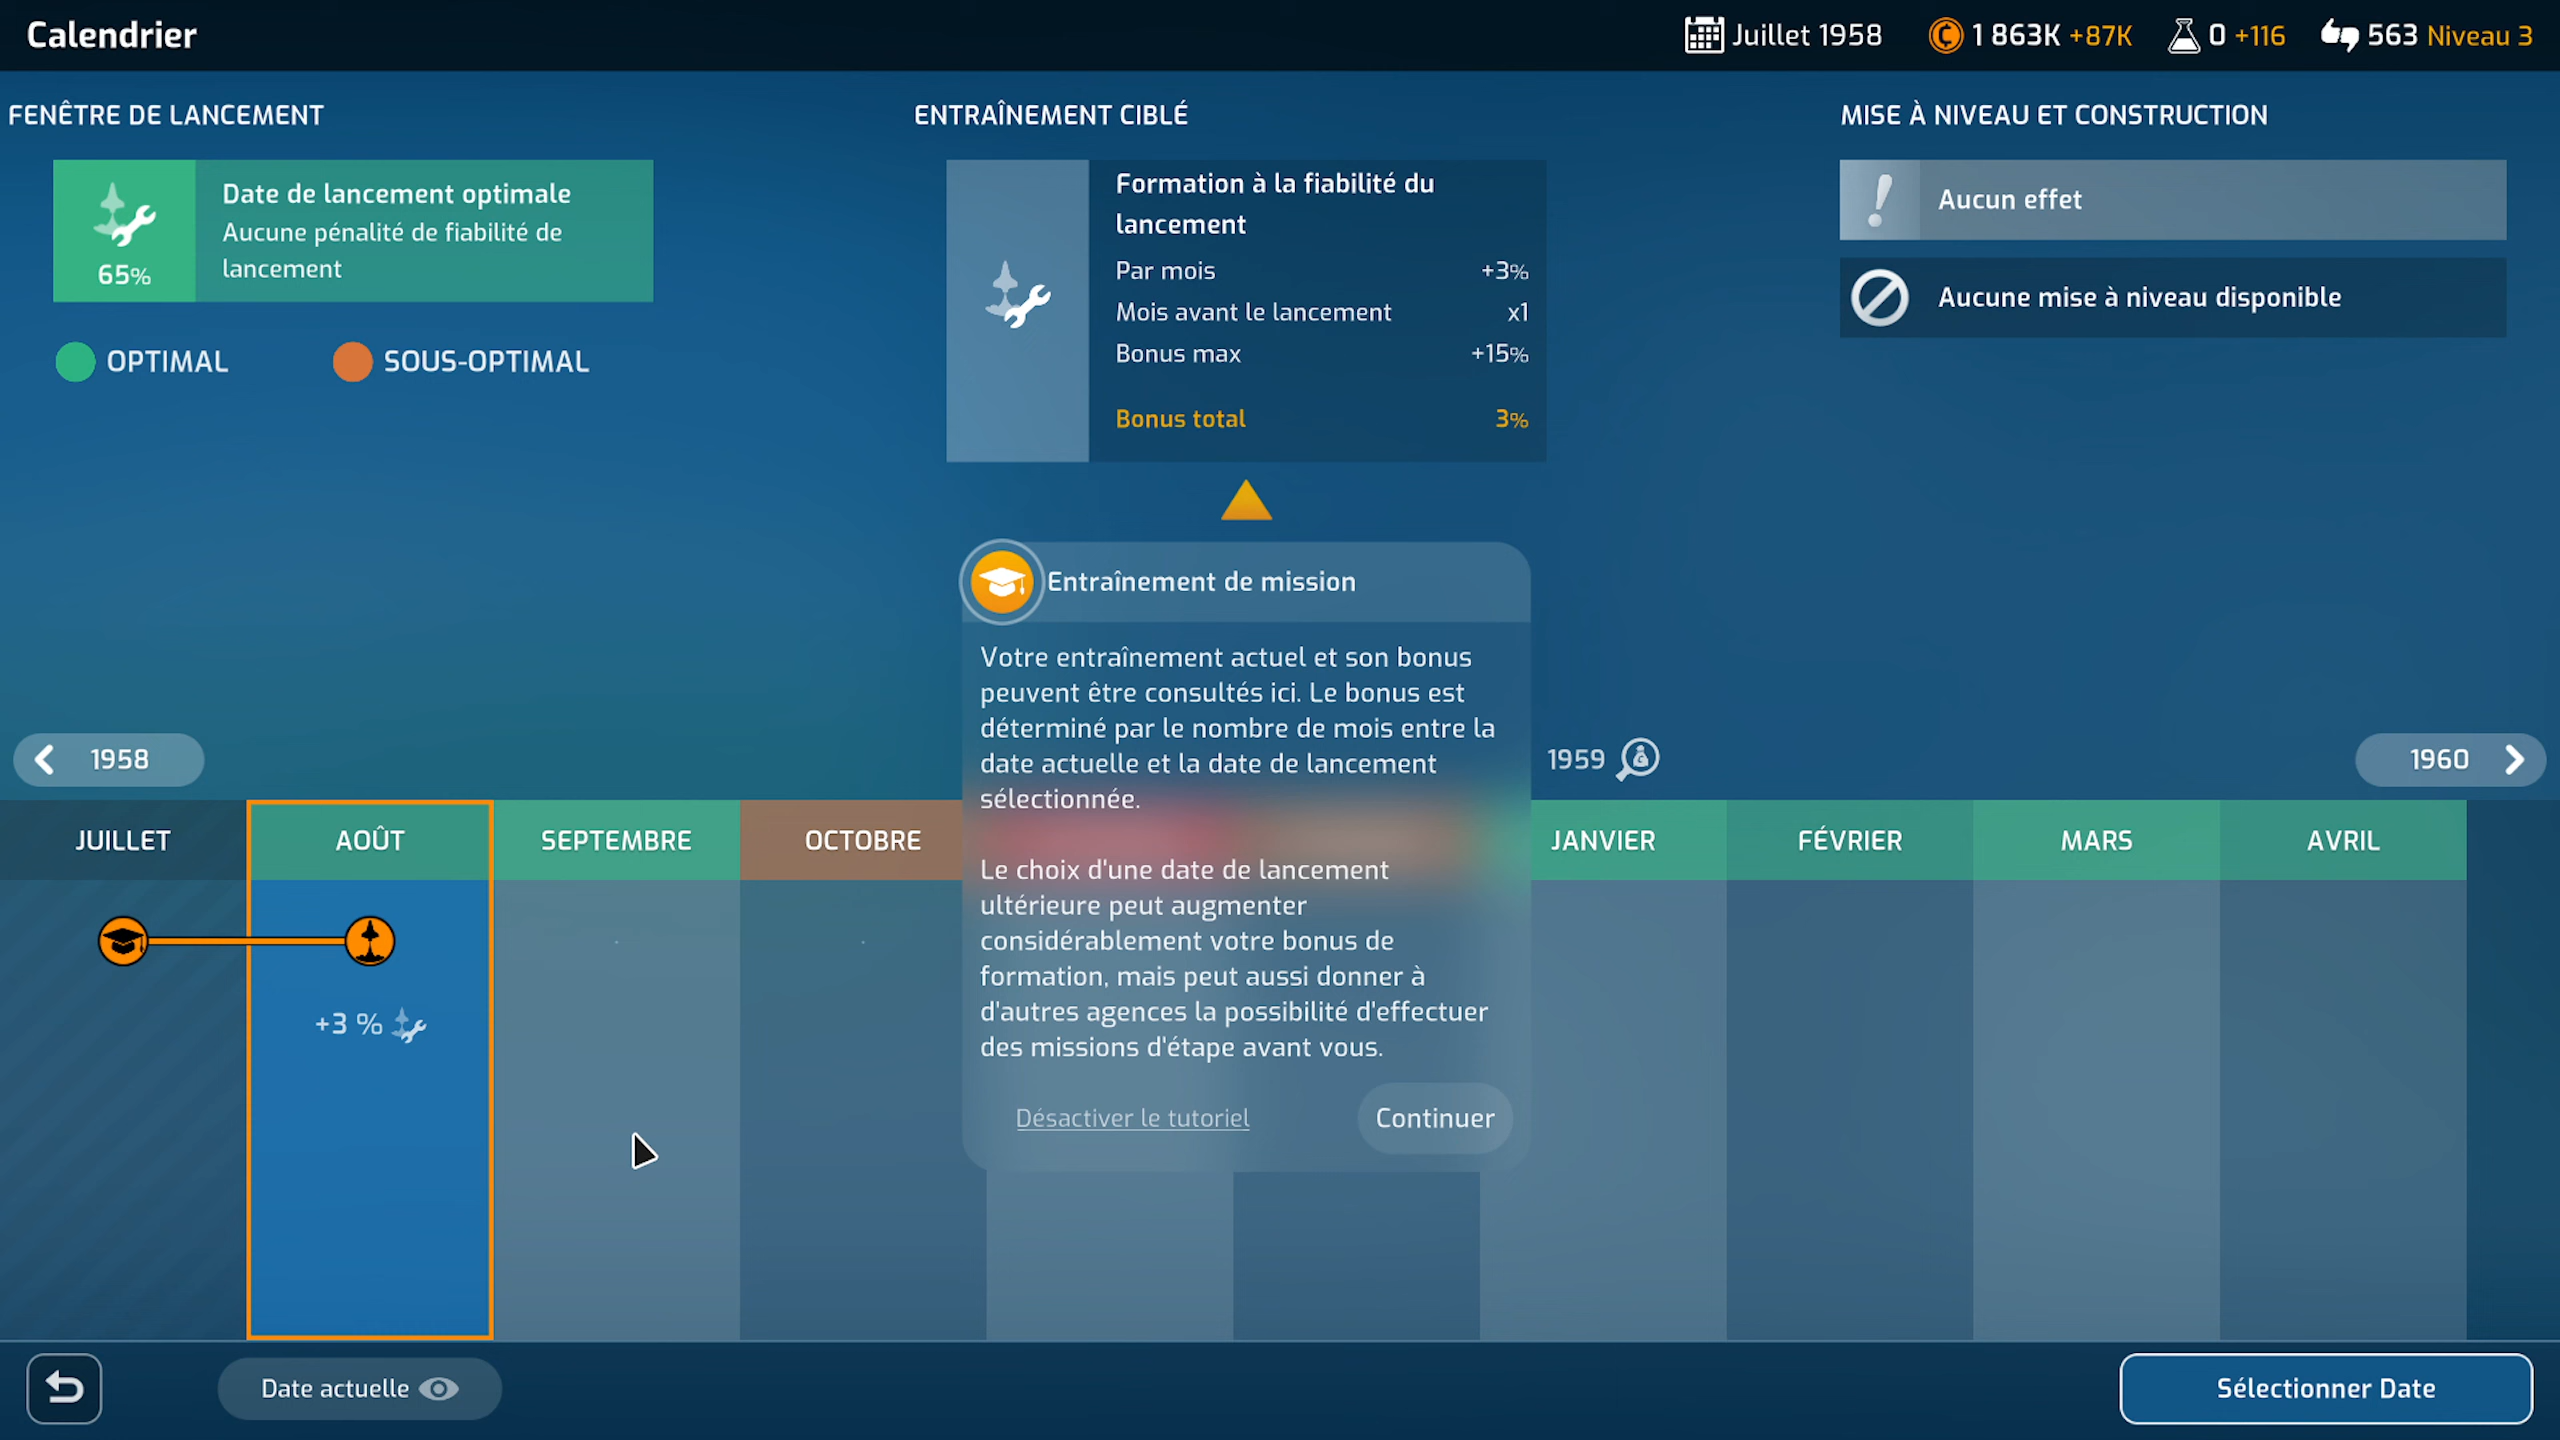 Calendrier
Juillet 1958
1 863K +87K
0 +116
563 Niveau 3
FENÊTRE DE LANCEMENT
Date de lancement optimale
Aucune pénalité de fiabilité de
lancement
65%
OPTIMAL
SOUS-OPTIMAL
ENTRAÎNEMENT CIBLÉ
Formation à la fiabilité du
lancement
Par mois +3%
Mois avant le lancement x1
Bonus max +15%
Bonus total 3%
MISE À NIVEAU ET CONSTRUCTION
Aucun effet
Aucune mise à niveau disponible
Entraînement de mission
Votre entraînement actuel et son bonus
peuvent être consultés ici. Le bonus est
déterminé par le nombre de mois entre la
date actuelle et la date de lancement
sélectionnée.
Le choix d'une date de lancement
ultérieure peut augmenter
considérablement votre bonus de
formation, mais peut aussi donner à
d'autres agences la possibilité d'effectuer
des missions d'étape avant vous.
Désactiver le tutoriel
Continuer
1958
1959
1960
JUILLET
AOÛT
SEPTEMBRE
OCTOBRE
JANVIER
FÉVRIER
MARS
AVRIL
+3 %
Date actuelle
Sélectionner Date